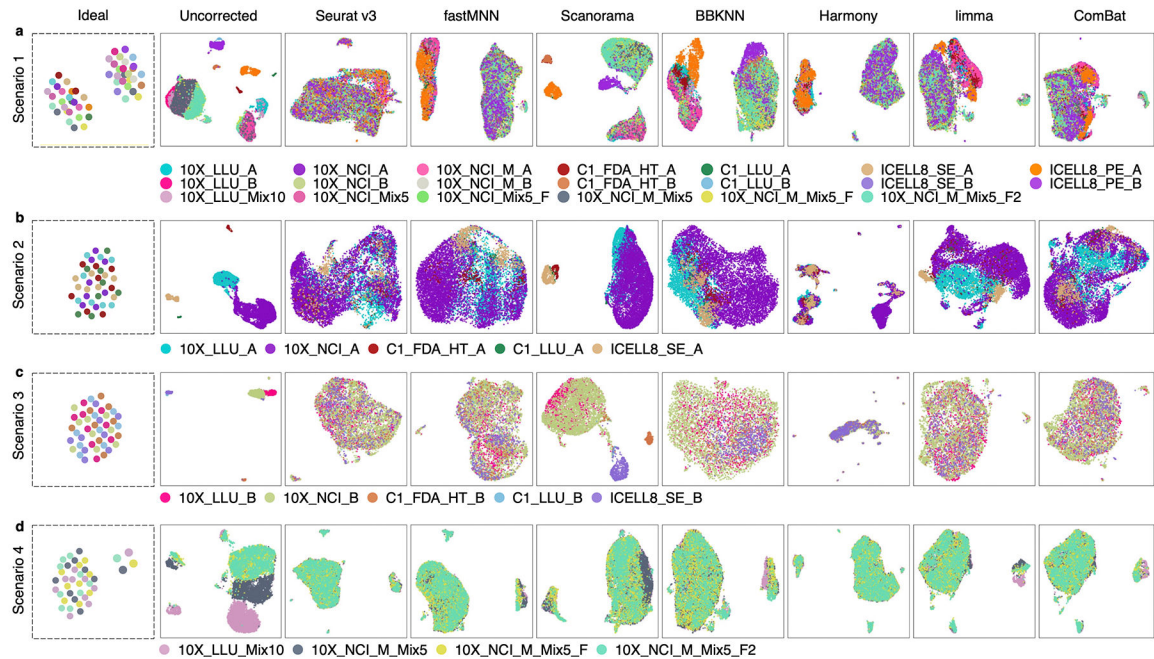 Ideal Uncorrected Seurat v3 fastMNN Scanorama BBKNN Harmony limma ComBat
a
Scenario 1
10X_LLU_A 10X_NCI_A 10X_NCI_M_A C1_FDA_HT_A C1_LLU_A ICELL8_SE_A ICELL8_PE_A
10X_LLU_B 10X_NCI_B 10X_NCI_M_B C1_FDA_HT_B C1_LLU_B ICELL8_SE_B ICELL8_PE_B
10X_LLU_Mix10 10X_NCI_Mix5 10X_NCI_Mix5_F 10X_NCI_M_Mix5 10X_NCI_M_Mix5_F 10X_NCI_M_Mix5_F2
b
Scenario 2
10X_LLU_A 10X_NCI_A C1_FDA_HT_A C1_LLU_A ICELL8_SE_A
c
Scenario 3
10X_LLU_B 10X_NCI_B C1_FDA_HT_B C1_LLU_B ICELL8_SE_B
d
Scenario 4
10X_LLU_Mix10 10X_NCI_M_Mix5 10X_NCI_M_Mix5_F 10X_NCI_M_Mix5_F2